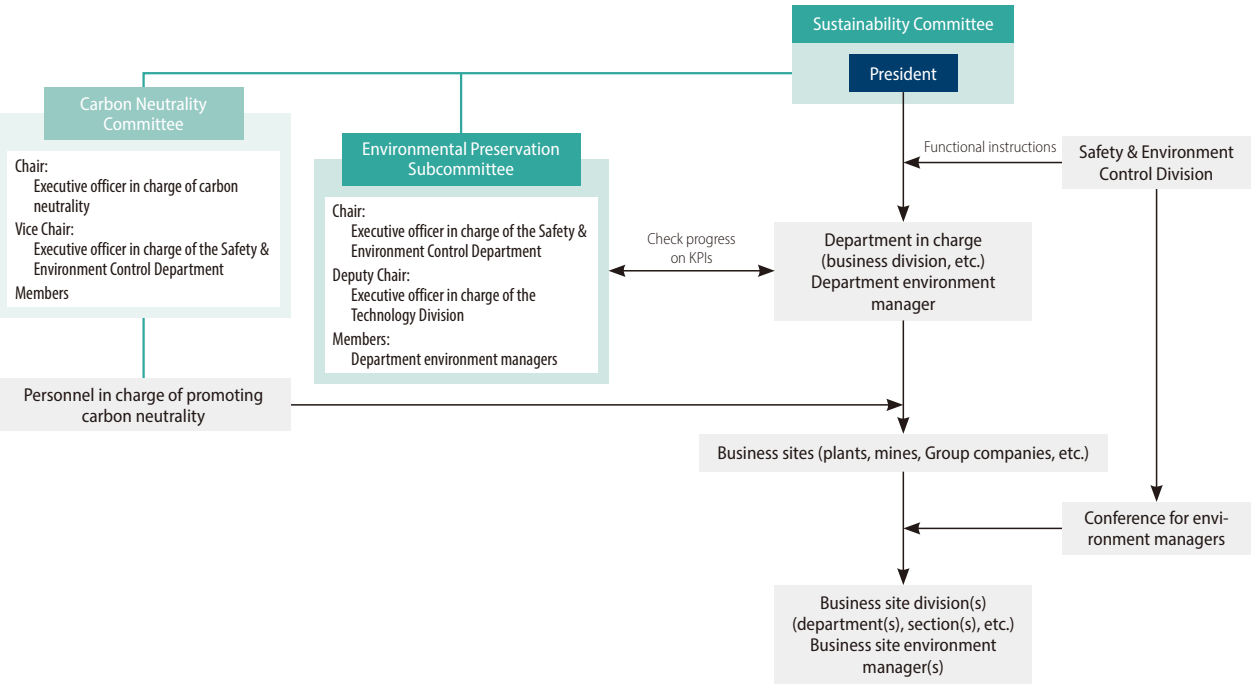 Sustainability Committee
President
Carbon Neutrality
Committee
Chair:
Executive officer in charge of carbon
neutrality
Vice Chair:
Executive officer in charge of the Safety &
Environment Control Department
Members
Environmental Preservation
Subcommittee
Chair:
Executive officer in charge of the Safety &
Environment Control Department
Deputy Chair:
Executive officer in charge of the
Technology Division
Members:
Department environment managers
Functional instructions
Safety & Environment
Control Division
Check progress
on KPIs
Department in charge
(business division, etc.)
Department environment
manager
Personnel in charge of promoting
carbon neutrality
Business sites (plants, mines, Group companies, etc.)
Conference for envi-
ronment managers
Business site division(s)
(department(s), section(s), etc.)
Business site environment
manager(s)